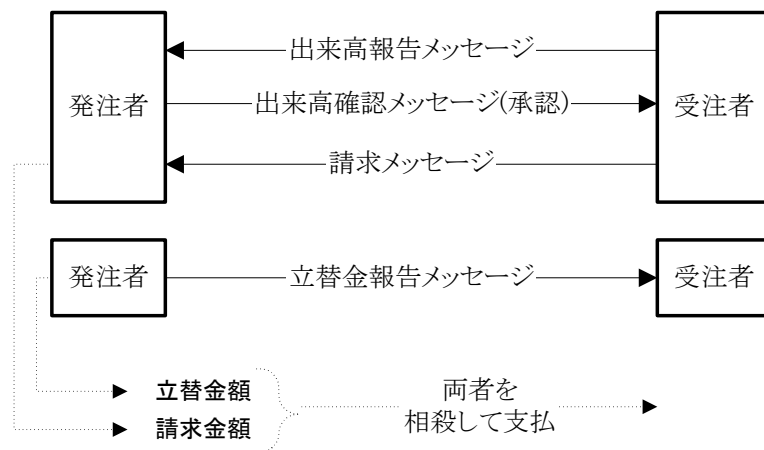 出来高報告メッセージ
発注者
出来高確認メッセージ(承認)
受注者
請求メッセージ
発注者
立替金報告メッセージ
受注者
立替金額
請求金額
両者を
相殺して支払